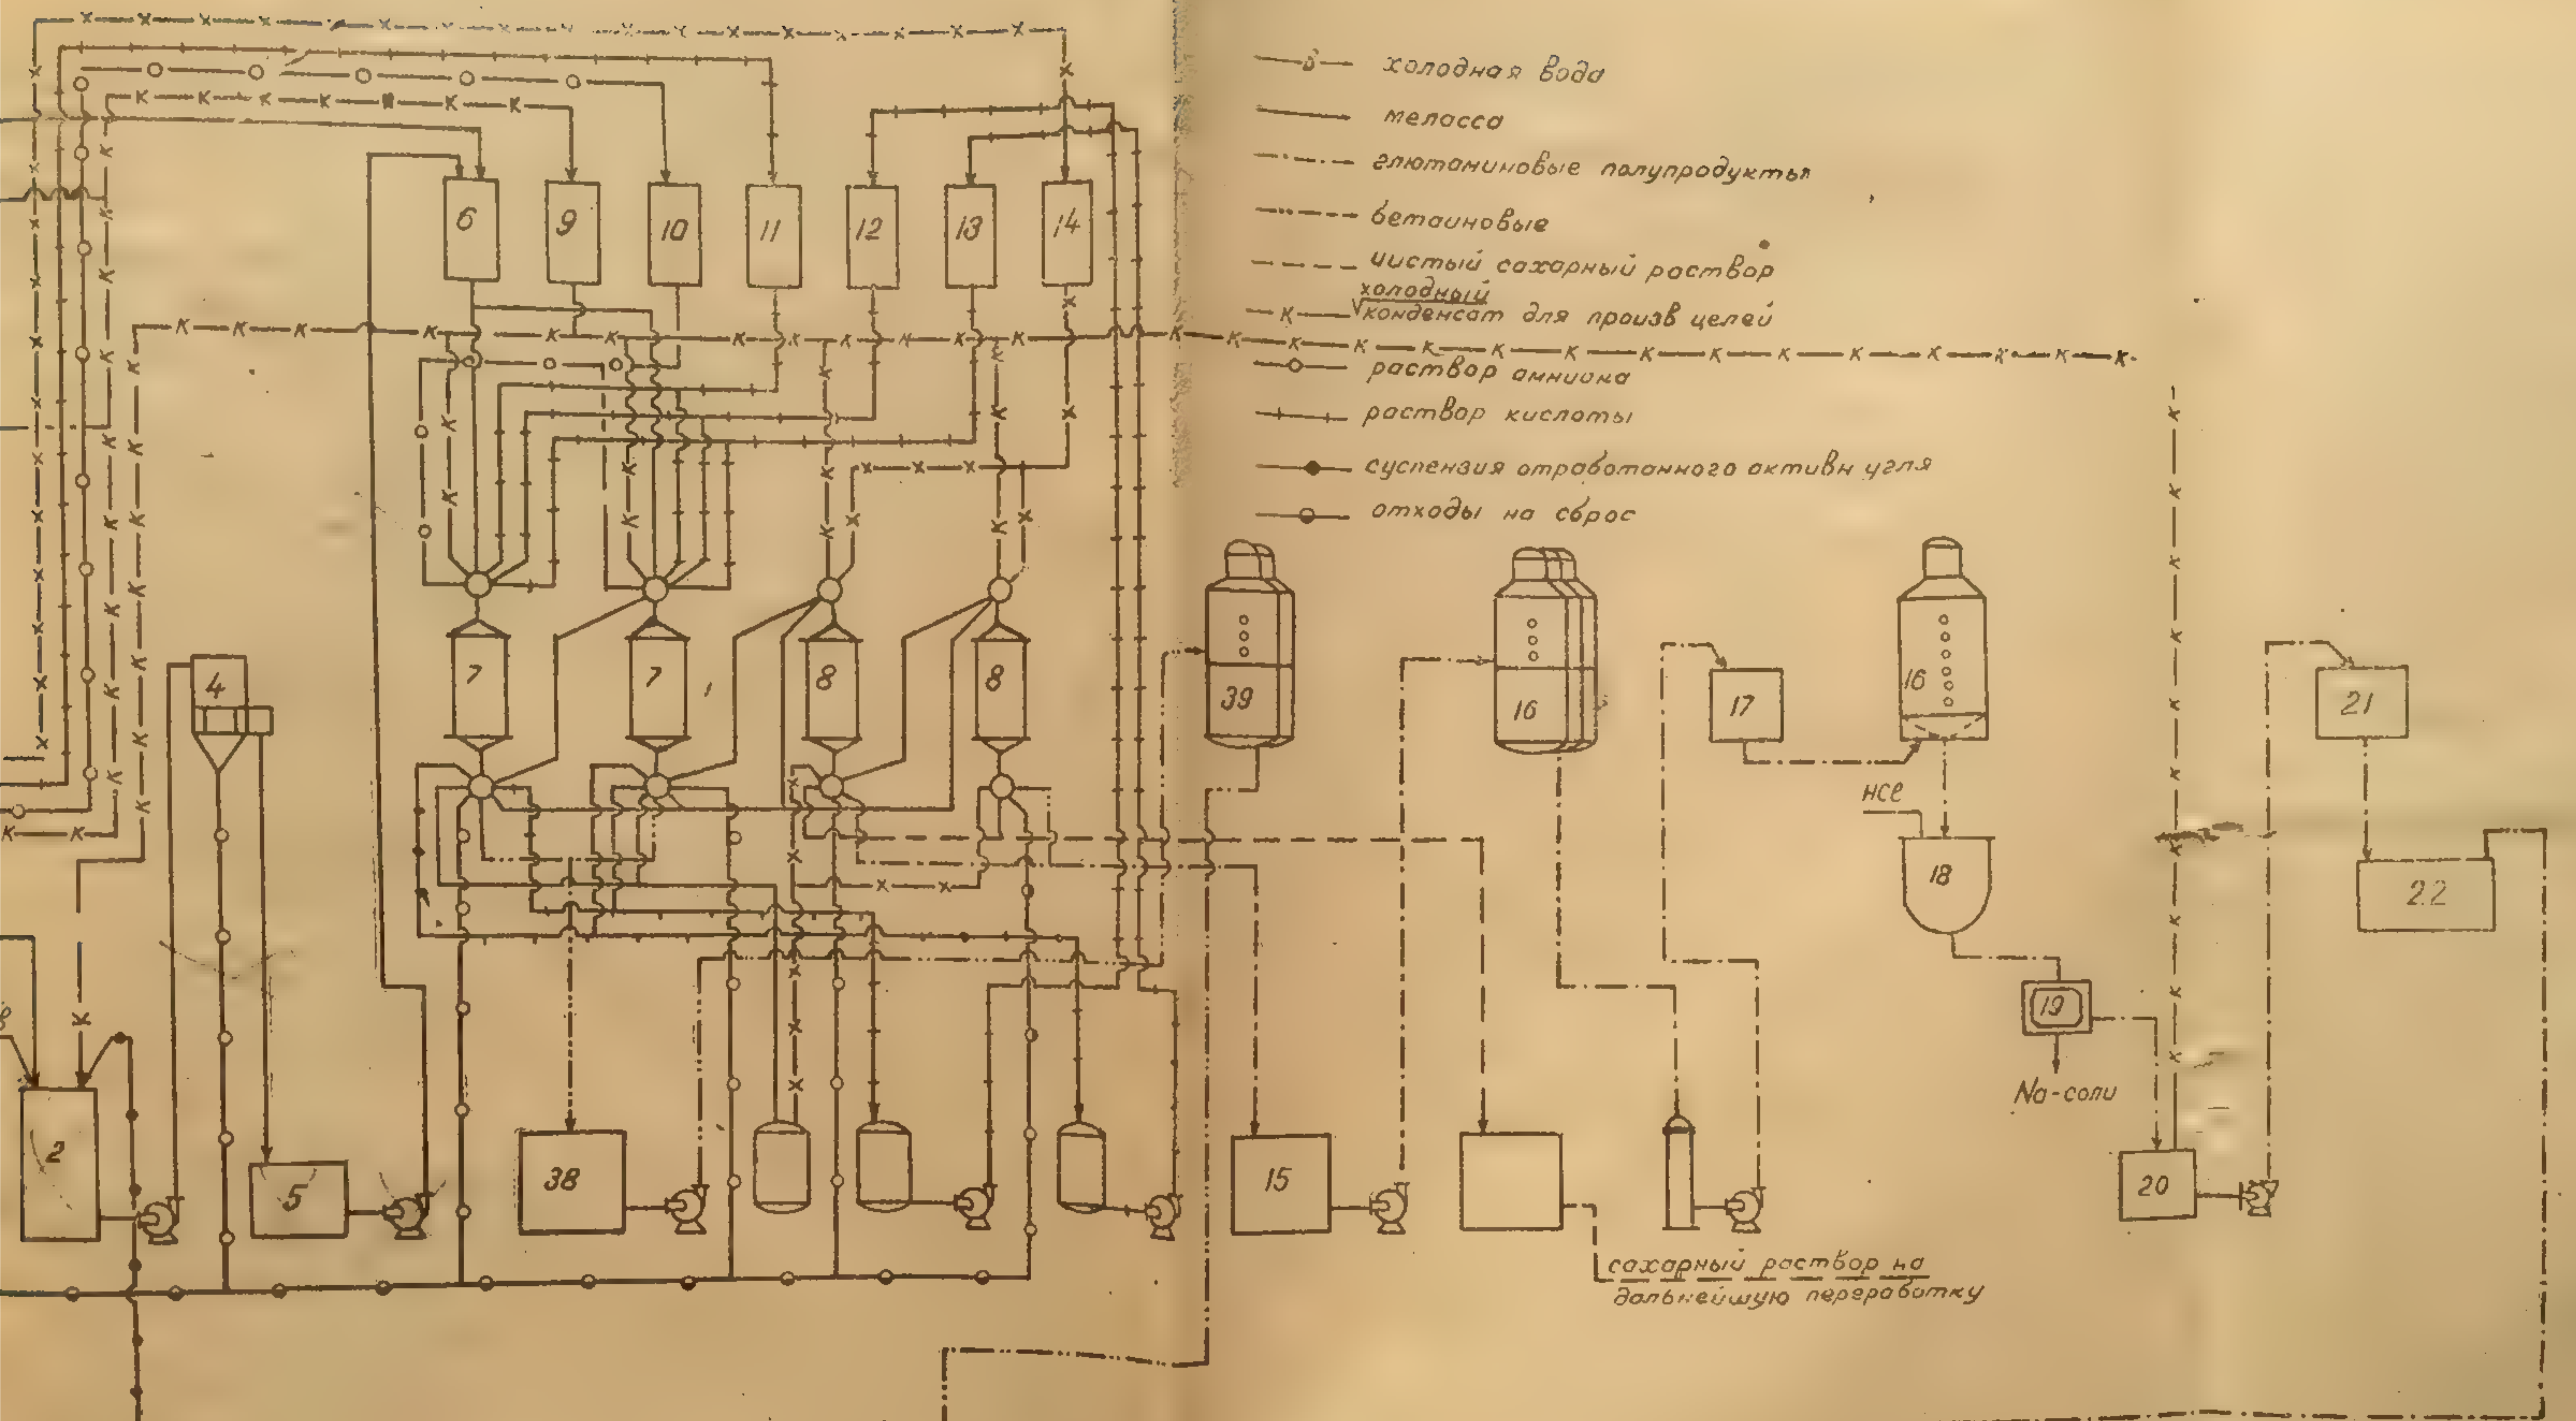 в холодная вода
меласса
глютаминовые полупродукты
бетаиновые
чистый сахарный раствор
холодный
к √конденсат для произв целей
раствор аммиака
раствор кислоты
суспензия отработанного активн угля
отходы на сброс
6 9 10 11 12 13 14
4 7 7 8 8 39 16 17 16 21
HCl
18 22
19
Na-соли
2 5 38 15 20
сахарный раствор на
дальнейшую переработку